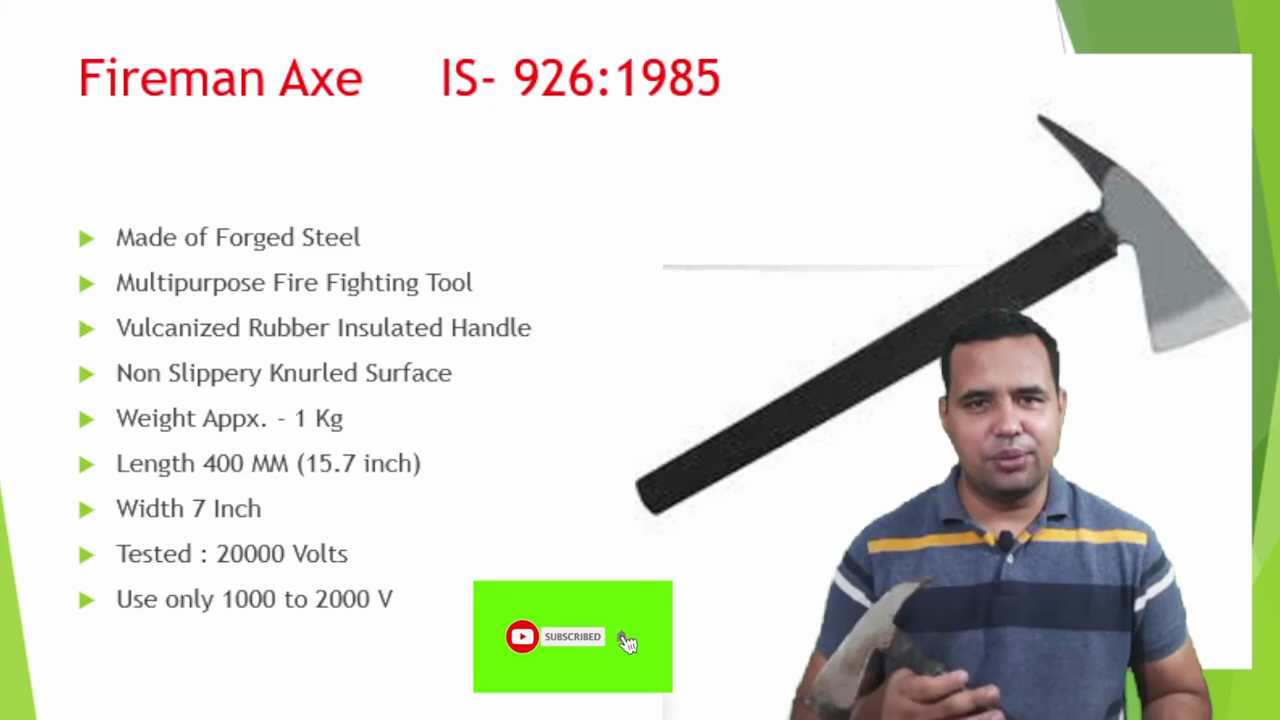 Fireman Axe IS- 926:1985
Made of Forged Steel
Multipurpose Fire Fighting Tool
Vulcanized Rubber Insulated Handle
Non Slippery Knurled Surface
Weight Appx. - 1 Kg
Length 400 MM (15.7 inch)
Width 7 Inch
Tested : 20000 Volts
Use only 1000 to 2000 V
SUBSCRIBED